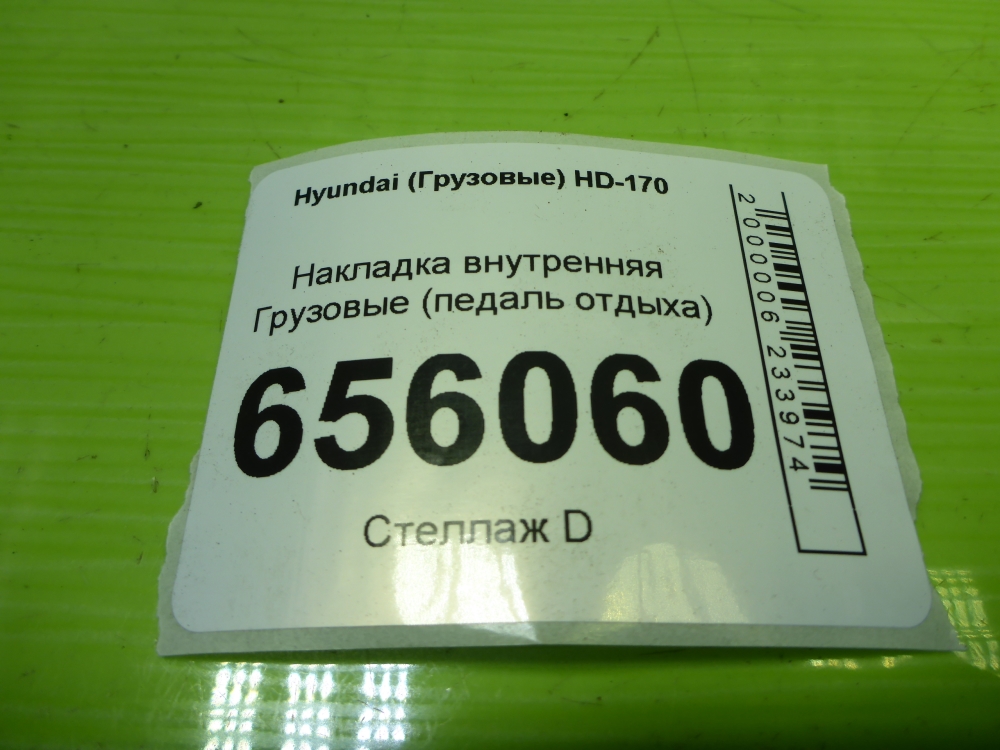 Hyundai (Грузовые) HD-170
Накладка внутренняя
Грузовые (педаль отдыха)
656060
Стеллаж D
2000006233974